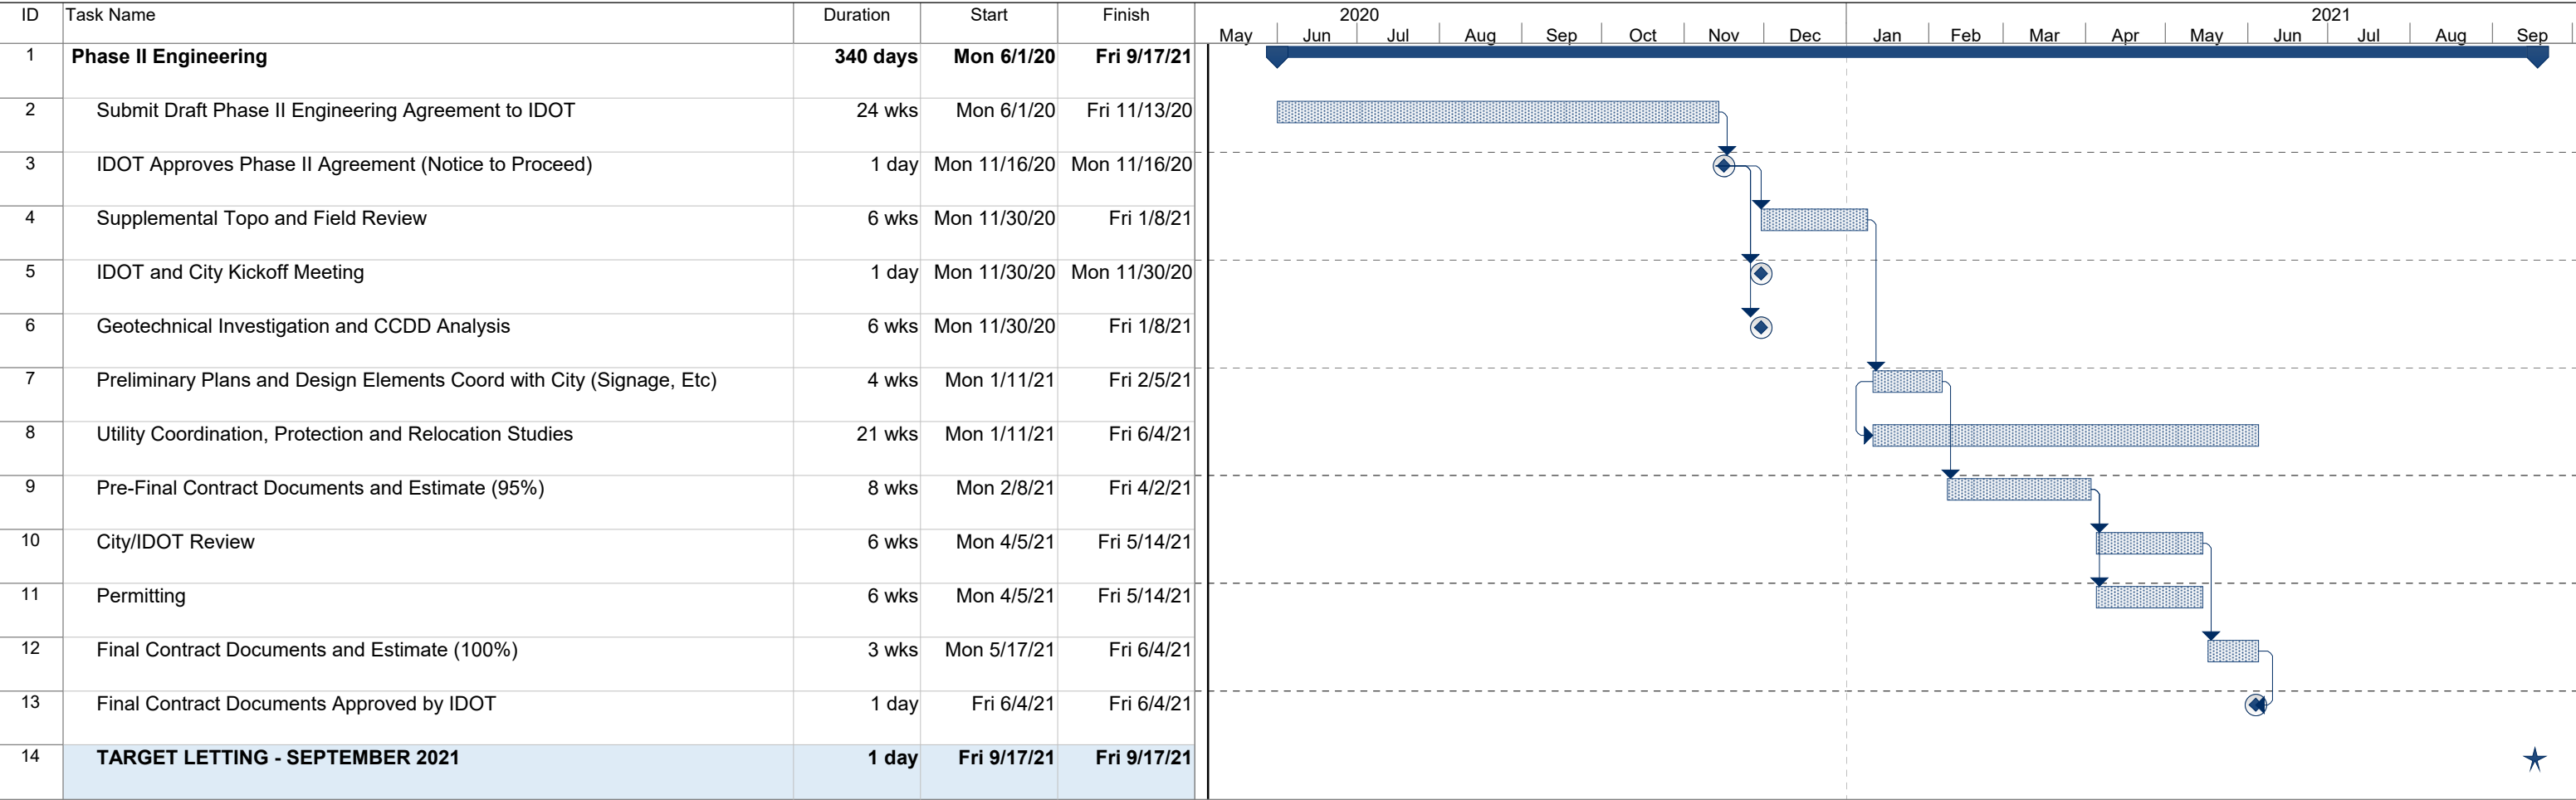 ID Task Name Duration Start Finish 2020 2021
May Jun Jul Aug Sep Oct Nov Dec Jan Feb Mar Apr May Jun Jul Aug Sep
1 Phase II Engineering 340 days Mon 6/1/20 Fri 9/17/21
2 Submit Draft Phase II Engineering Agreement to IDOT 24 wks Mon 6/1/20 Fri 11/13/20
3 IDOT Approves Phase II Agreement (Notice to Proceed) 1 day Mon 11/16/20 Mon 11/16/20
4 Supplemental Topo and Field Review 6 wks Mon 11/30/20 Fri 1/8/21
5 IDOT and City Kickoff Meeting 1 day Mon 11/30/20 Mon 11/30/20
6 Geotechnical Investigation and CCDD Analysis 6 wks Mon 11/30/20 Fri 1/8/21
7 Preliminary Plans and Design Elements Coord with City (Signage, Etc) 4 wks Mon 1/11/21 Fri 2/5/21
8 Utility Coordination, Protection and Relocation Studies 21 wks Mon 1/11/21 Fri 6/4/21
9 Pre-Final Contract Documents and Estimate (95%) 8 wks Mon 2/8/21 Fri 4/2/21
10 City/IDOT Review 6 wks Mon 4/5/21 Fri 5/14/21
11 Permitting 6 wks Mon 4/5/21 Fri 5/14/21
12 Final Contract Documents and Estimate (100%) 3 wks Mon 5/17/21 Fri 6/4/21
13 Final Contract Documents Approved by IDOT 1 day Fri 6/4/21 Fri 6/4/21
14 TARGET LETTING - SEPTEMBER 2021 1 day Fri 9/17/21 Fri 9/17/21